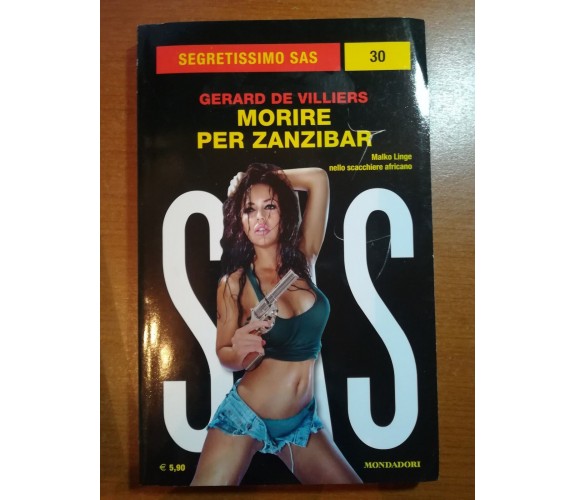 SEGRETISSIMO SAS
30
GERARD DE VILLIERS
MORIRE
PER ZANZIBAR
Malko Linge
nello scacchiere africano
SAS
€ 5,90
MONDADORI